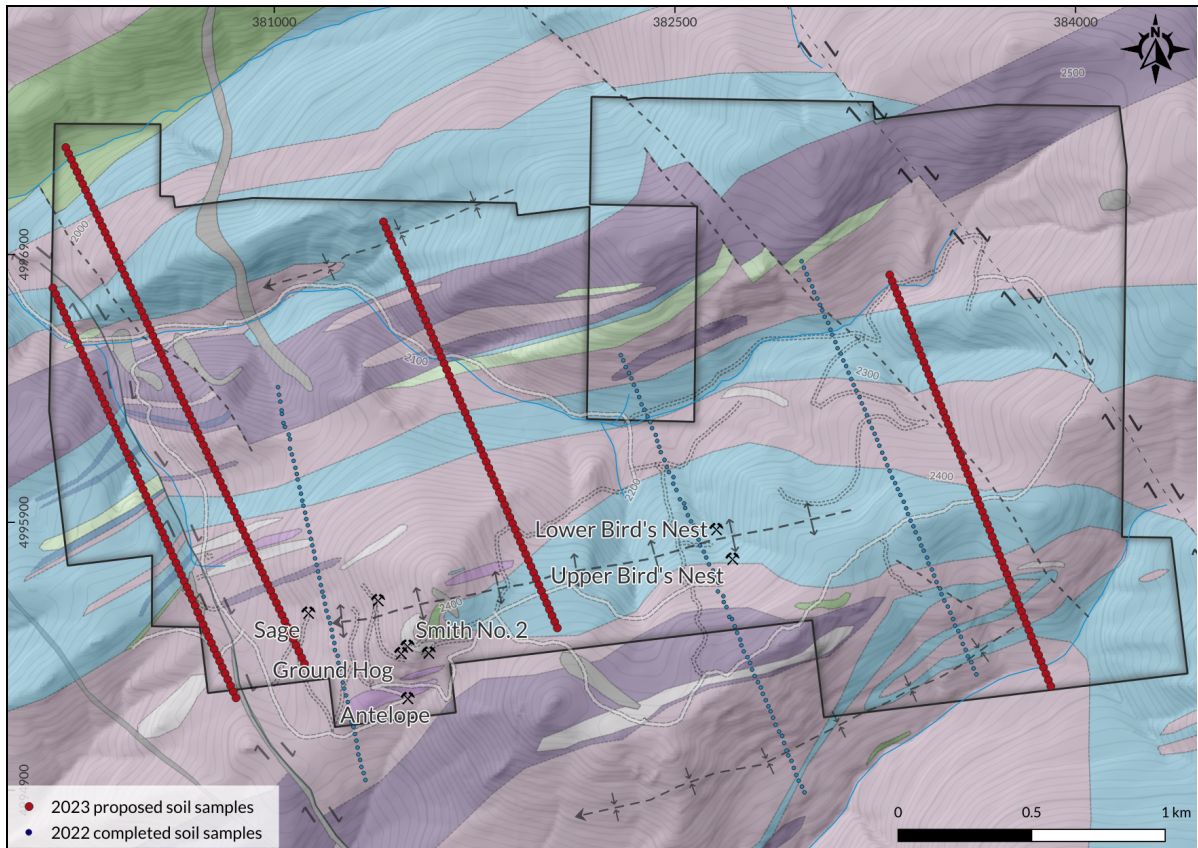 381000
382500
384000
N
2500
2000
4996900
2100
2300
2400
2200
4995900
Lower Bird's Nest
Upper Bird's Nest
2400
Sage
Smith No. 2
Ground Hog
Antelope
4994900
2023 proposed soil samples
2022 completed soil samples
0
0.5
1 km